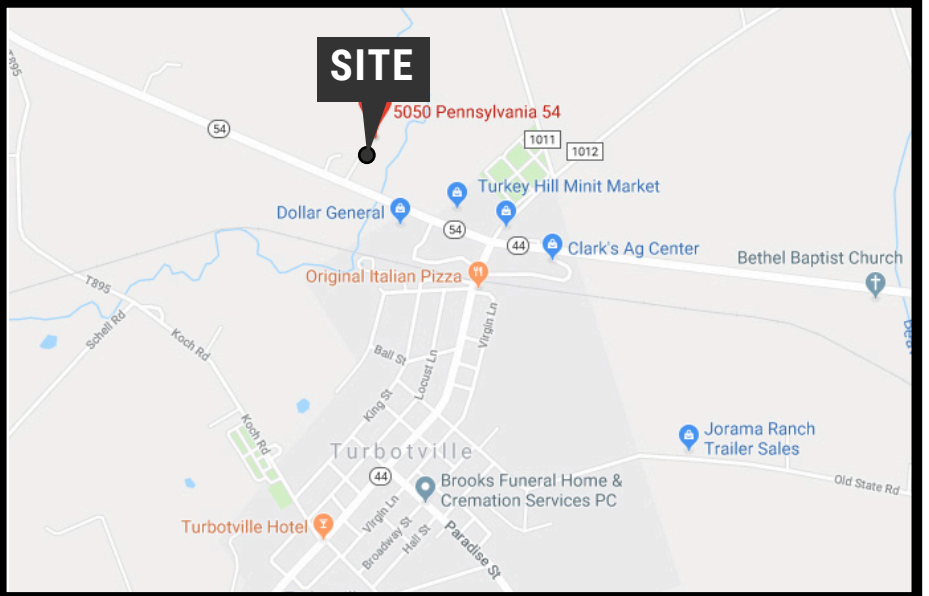 T895
SITE
5050 Pennsylvania 54
54
1011
1012
Turkey Hill Minit Market
Dollar General
54
44
Clark's Ag Center
Bethel Baptist Church
Original Italian Pizza
T895
Schell Rd
Koch Rd
Virgin Ln
Ball St
Locust Ln
King St
Koch Rd
Jorama Ranch
Trailer Sales
Turbotville
44
Brooks Funeral Home &
Cremation Services PC
Old State Rd
Virgin Ln
Turbotville Hotel
Broadway St
Hall St
Paradise St